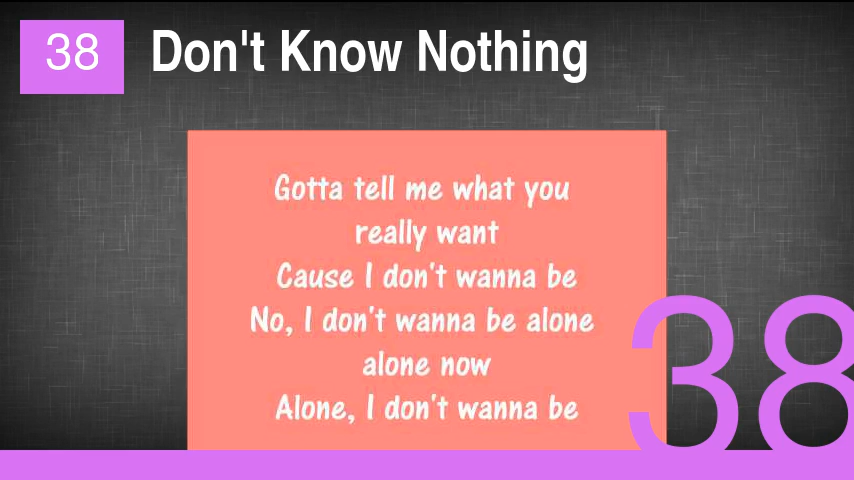 38
Don't Know Nothing
Gotta tell me what you
really want
Cause I don't wanna be
No, I don't wanna be alone
alone now
Alone, I don't wanna be
38